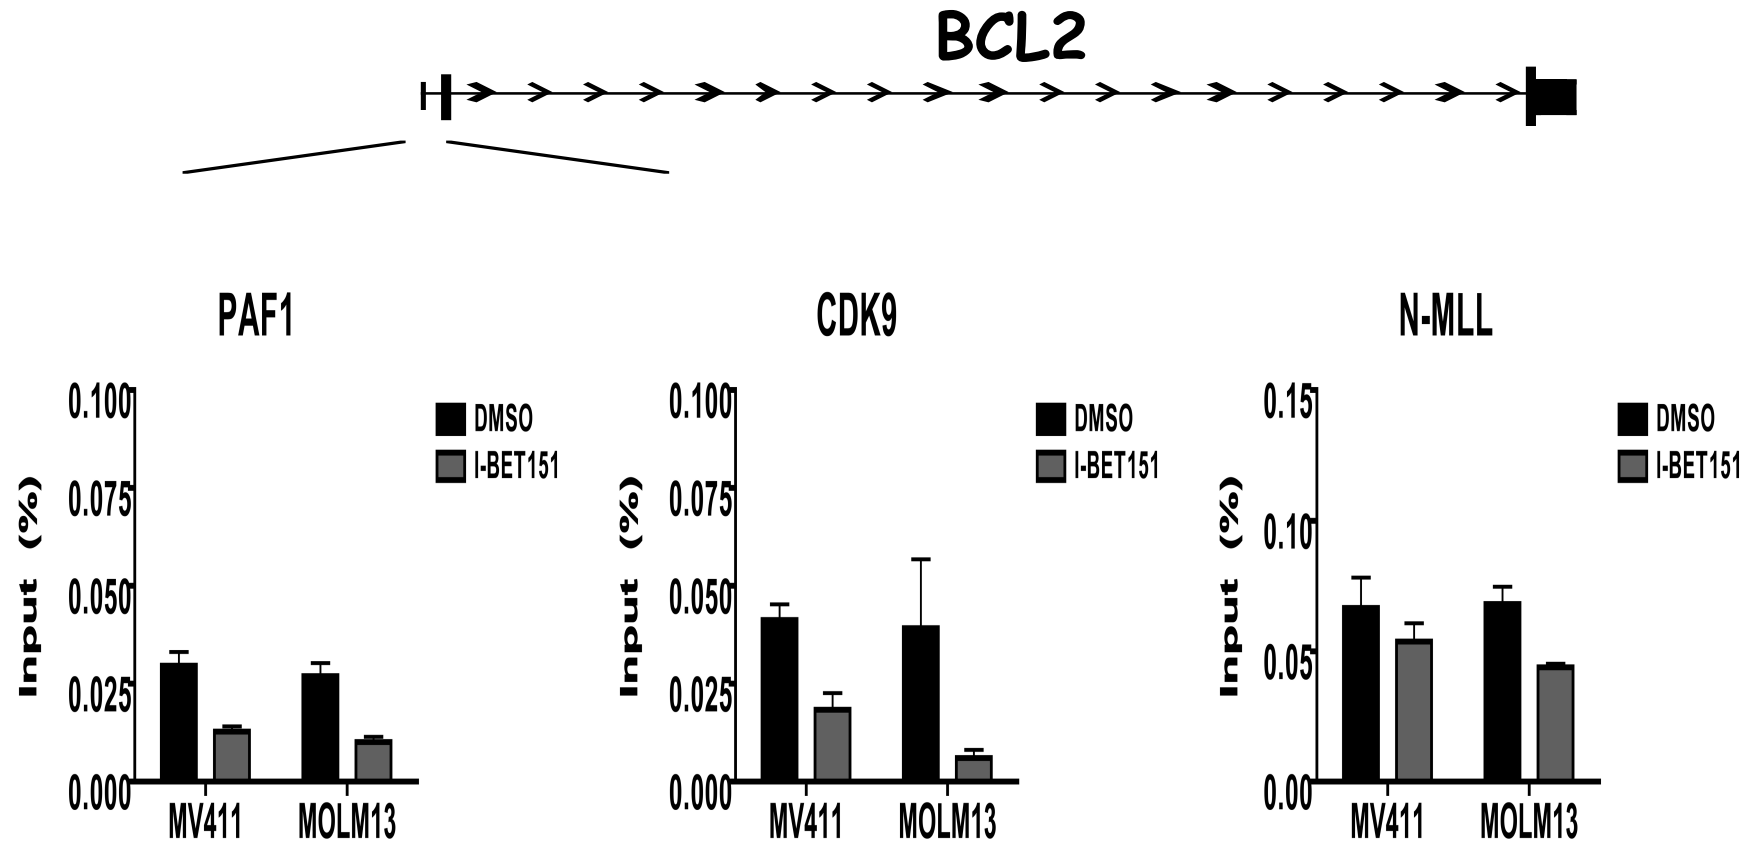 BCL2
PAF1
Input (%)
0.100
0.075
0.050
0.025
0.000
MV411 MOLM13
DMSO
I-BET151
CDK9
Input (%)
0.100
0.075
0.050
0.025
0.000
MV411 MOLM13
DMSO
I-BET151
N-MLL
Input (%)
0.15
0.10
0.05
0.00
MV411 MOLM13
DMSO
I-BET151